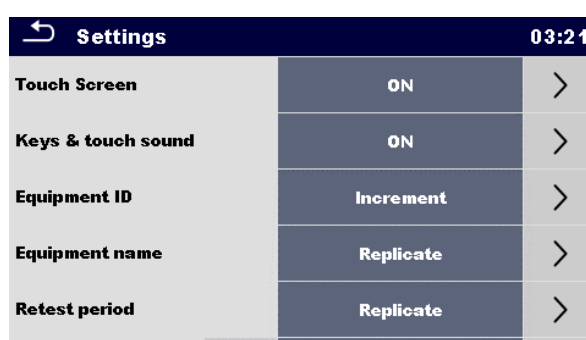 Settings 03:21
Touch Screen ON
Keys & touch sound ON
Equipment ID Increment
Equipment name Replicate
Retest period Replicate